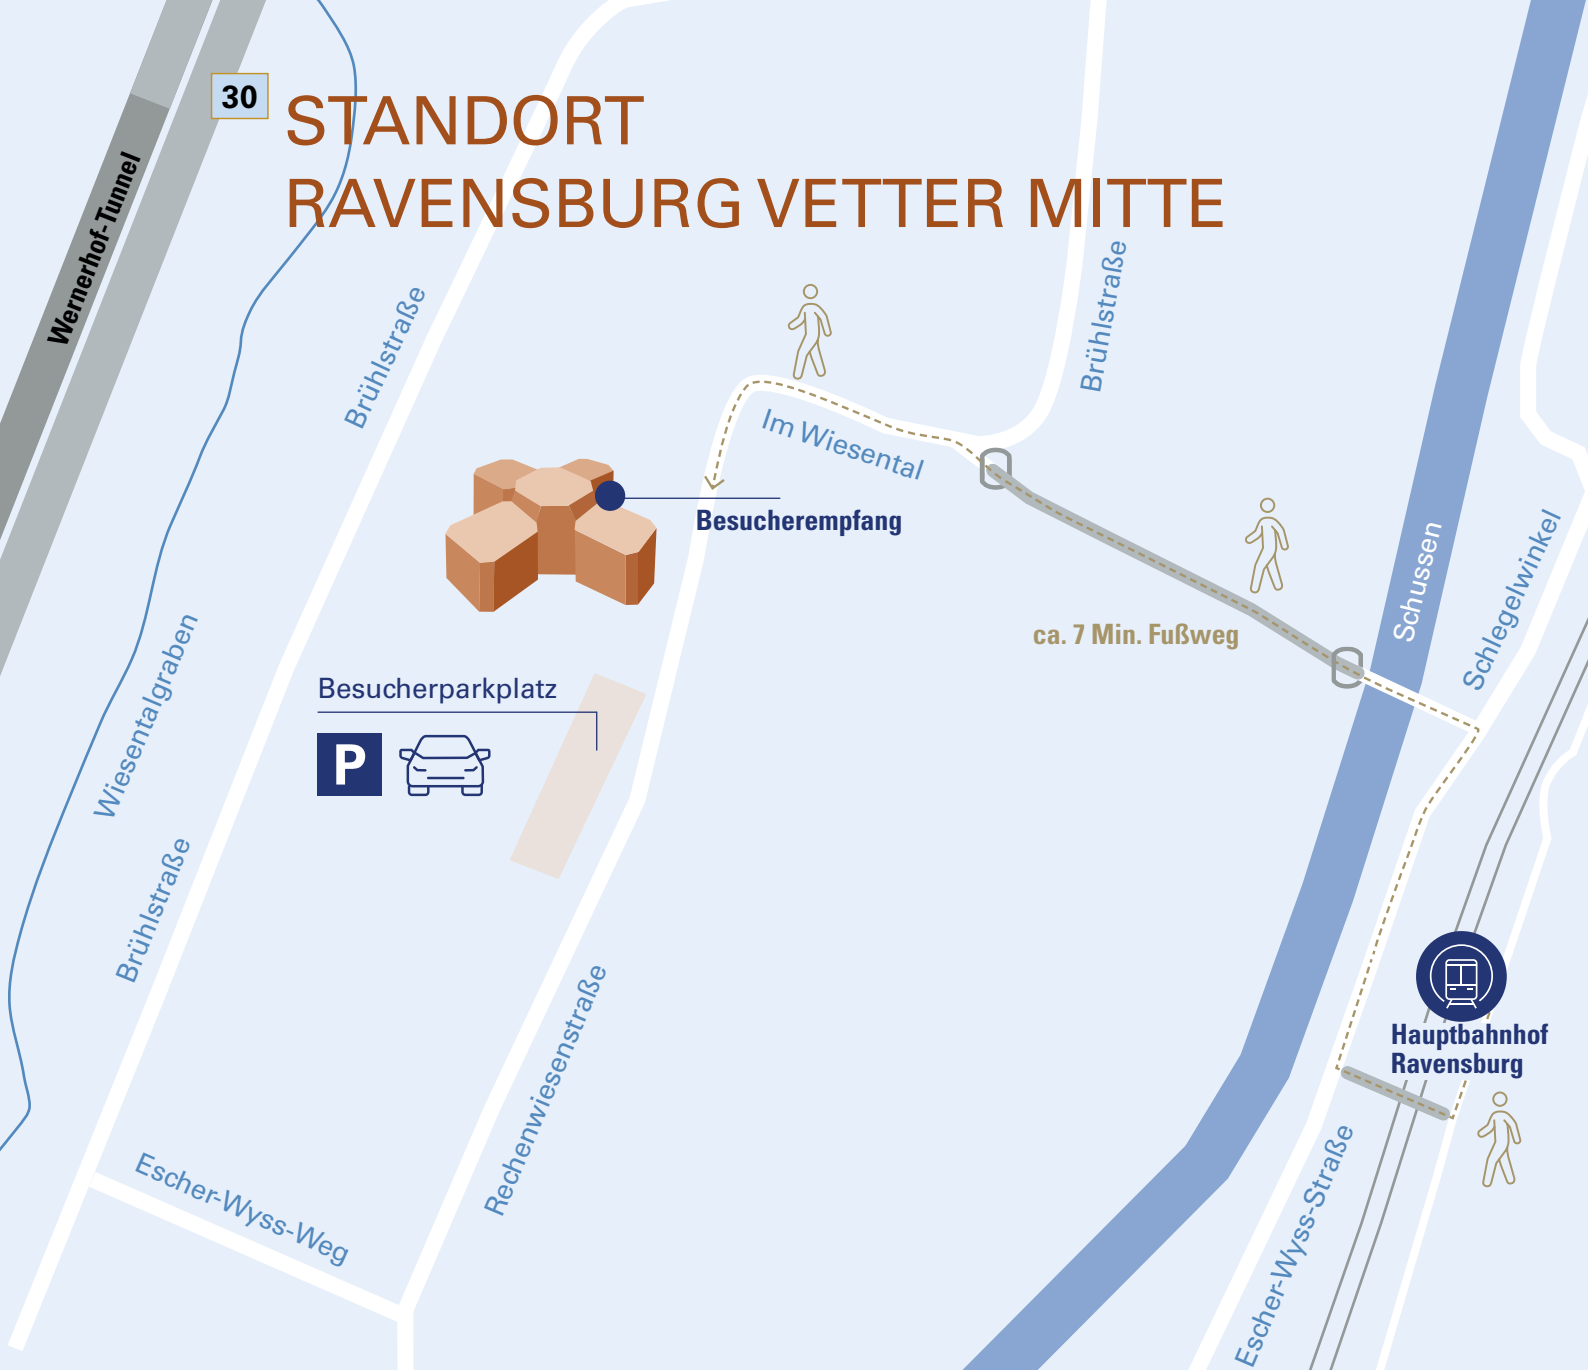 30
STANDORT
RAVENSBURG VETTER MITTE
Wernerhof-Tunnel
Brühlstraße
Brühlstraße
Im Wiesental
Besucherempfang
Schussen
Schlegelwinkel
ca. 7 Min. Fußweg
Wiesentalgraben
Besucherparkplatz
P
Brühlstraße
Rechenwiesenstraße
Hauptbahnhof
Ravensburg
Escher-Wyss-Weg
Escher-Wyss-Straße